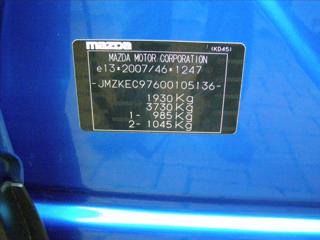 mazda
(KD45)
MAZDA MOTOR CORPORATION
e13*2007/46*1247
-JMZKEC97600105136-
1930Kg
3730Kg
1- 985Kg
2- 1045Kg